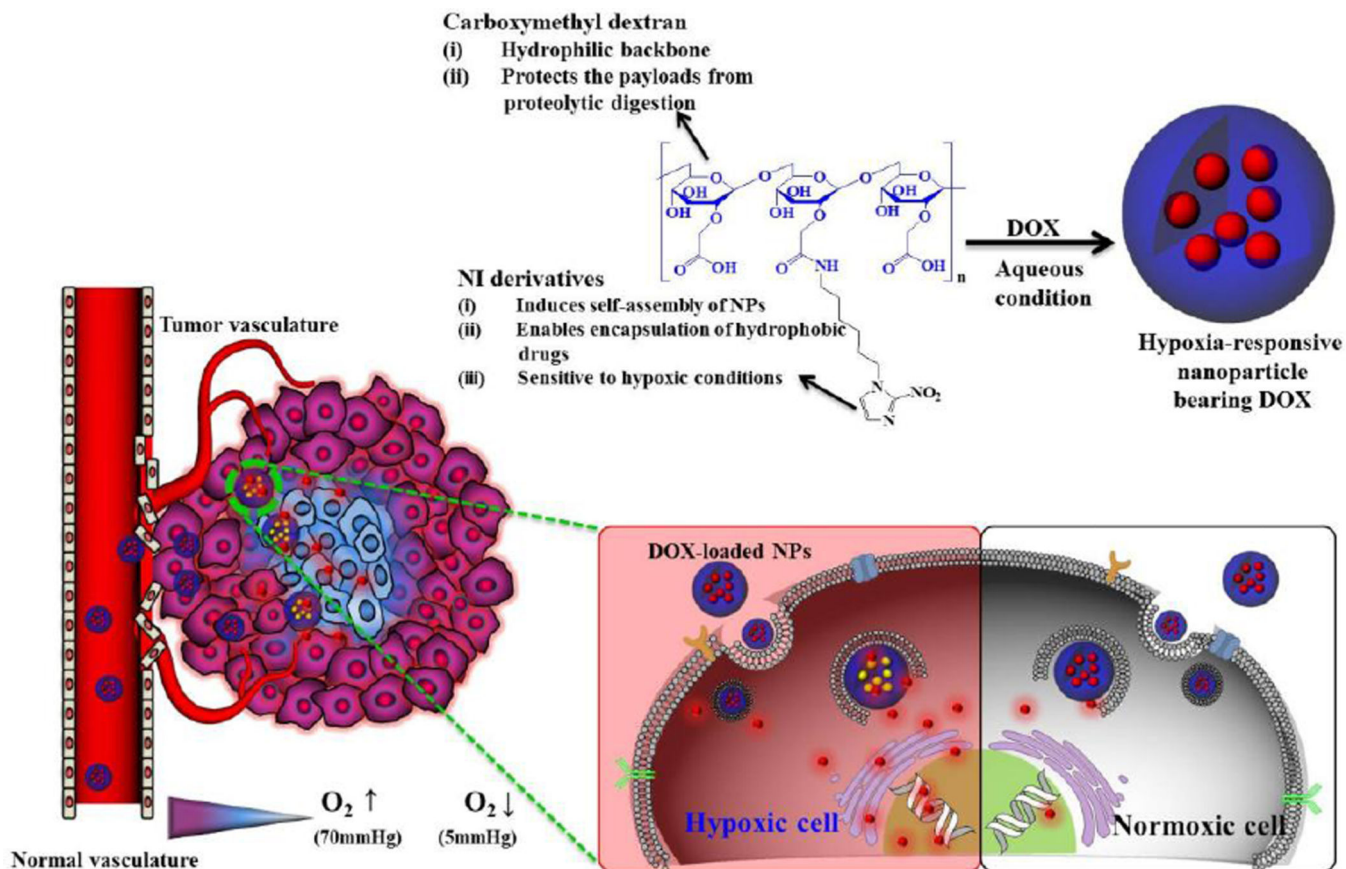 Carboxymethyl dextran
(i) Hydrophilic backbone
(ii) Protects the payloads from
proteolytic digestion
O
O
O
O
O
O
OH
OH
OH
OH
OH
OH
O
O
O
O
OH
O
NH
O
OH
n
N
N
NO2
DOX
Aqueous
condition
Hypoxia-responsive
nanoparticle
bearing DOX
NI derivatives
(i) Induces self-assembly of NPs
(ii) Enables encapsulation of hydrophobic
drugs
(iii) Sensitive to hypoxic conditions
Tumor vasculature
DOX-loaded NPs
Hypoxic cell
Normoxic cell
O2 ↑
(70mmHg)
O2 ↓
(5mmHg)
Normal vasculature